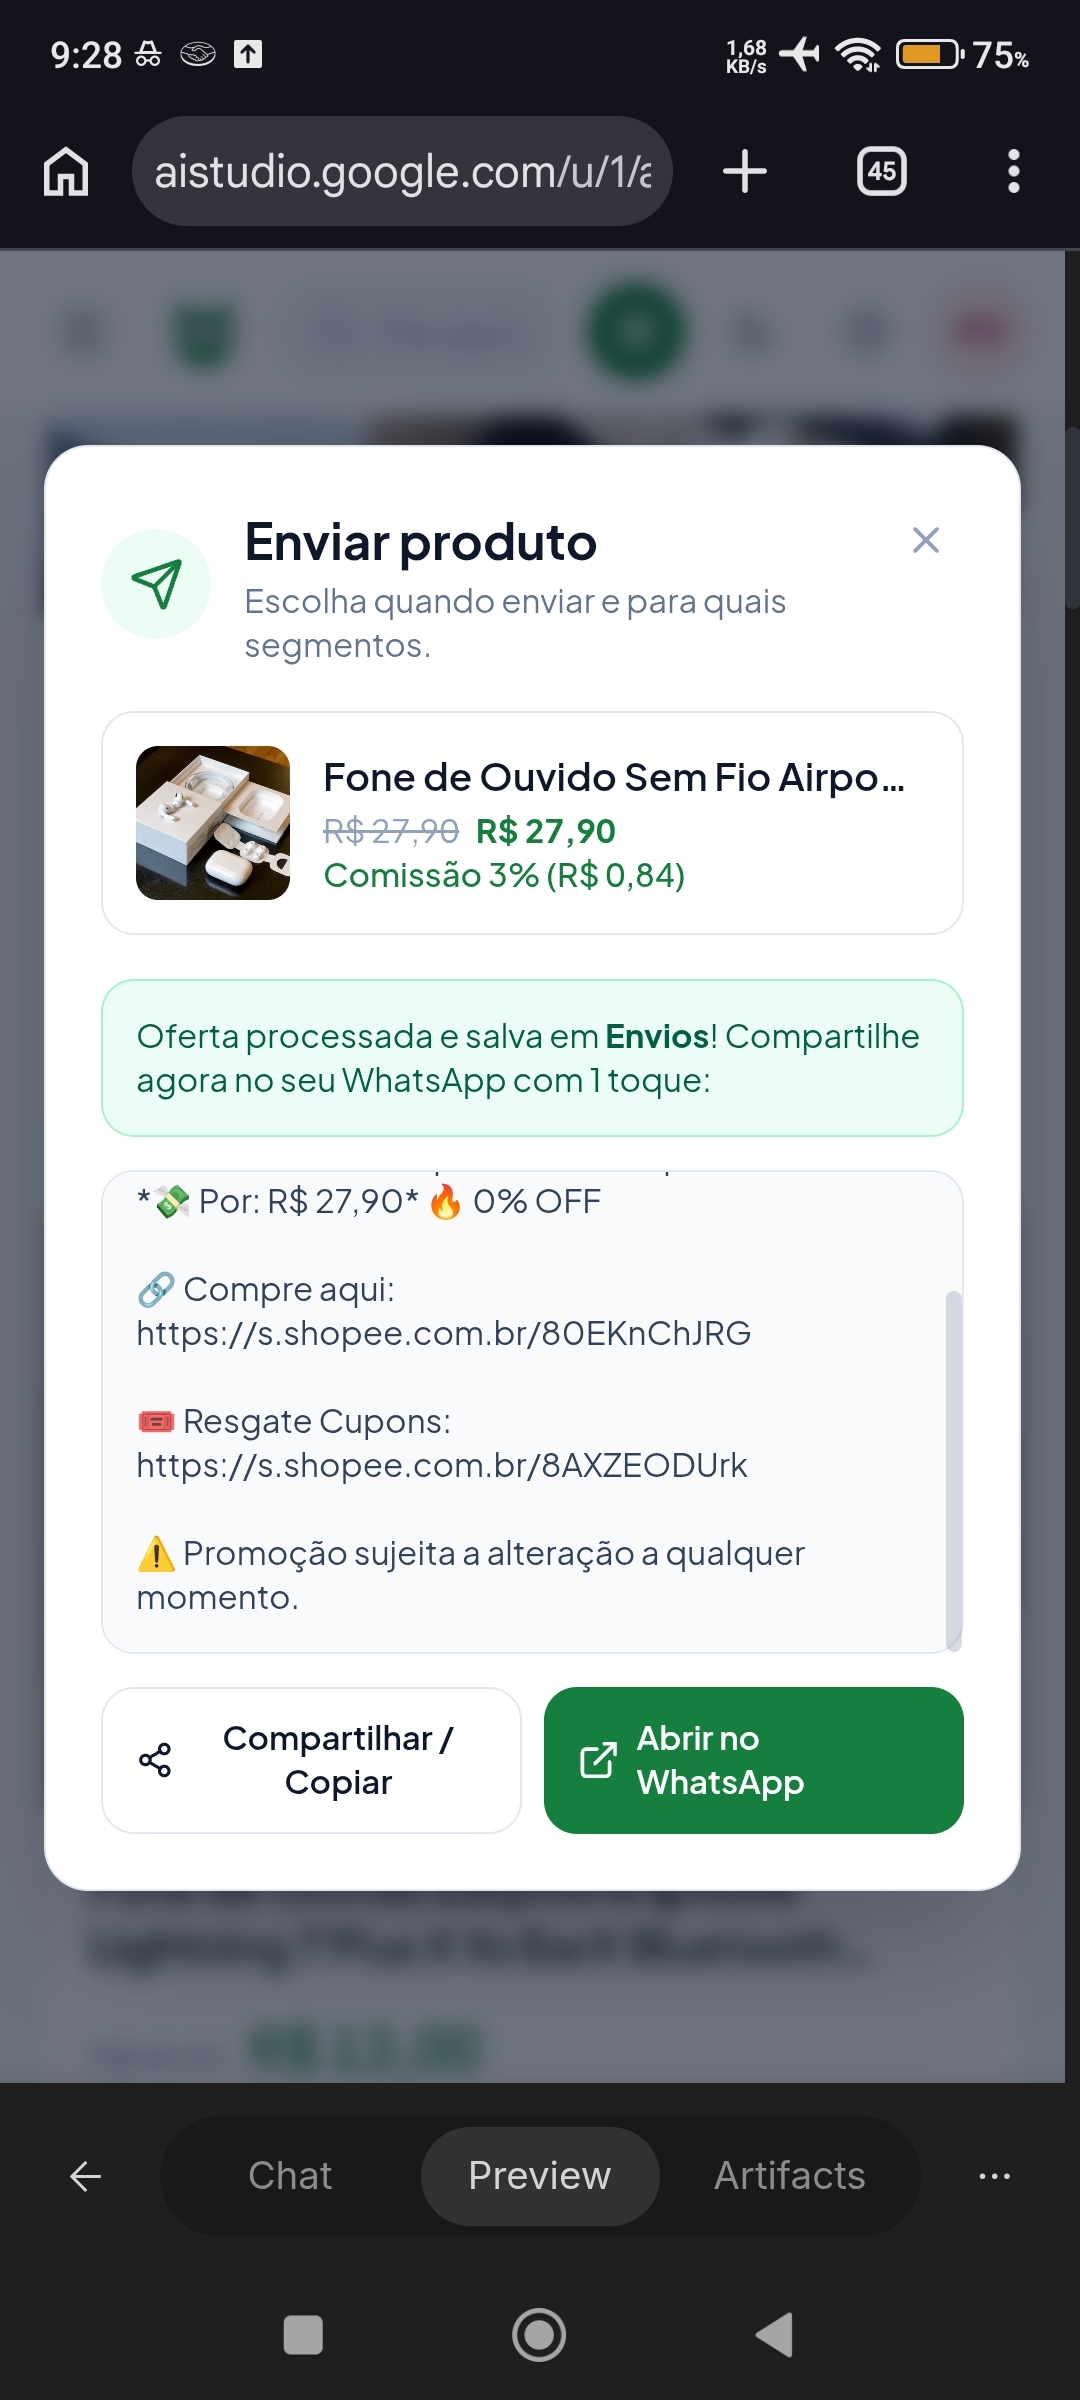 9:28
1,68
KB/s
75%
aistudio.google.com/u/1/a
45
Enviar produto
Escolha quando enviar e para quais
segmentos.
Fone de Ouvido Sem Fio Airpo...
R$ 27,90 R$ 27,90
Comissão 3% (R$ 0,84)
Oferta processada e salva em Envios! Compartilhe
agora no seu WhatsApp com 1 toque:
*💸 Por: R$ 27,90* 🔥 0% OFF
🔗 Compre aqui:
https://s.shopee.com.br/80EKnChJRG
🎟️ Resgate Cupons:
https://s.shopee.com.br/8AXZEODUrk
⚠️ Promoção sujeita a alteração a qualquer
momento.
Compartilhar /
Copiar
Abrir no
WhatsApp
R$ 13,00
Chat
Preview
Artifacts